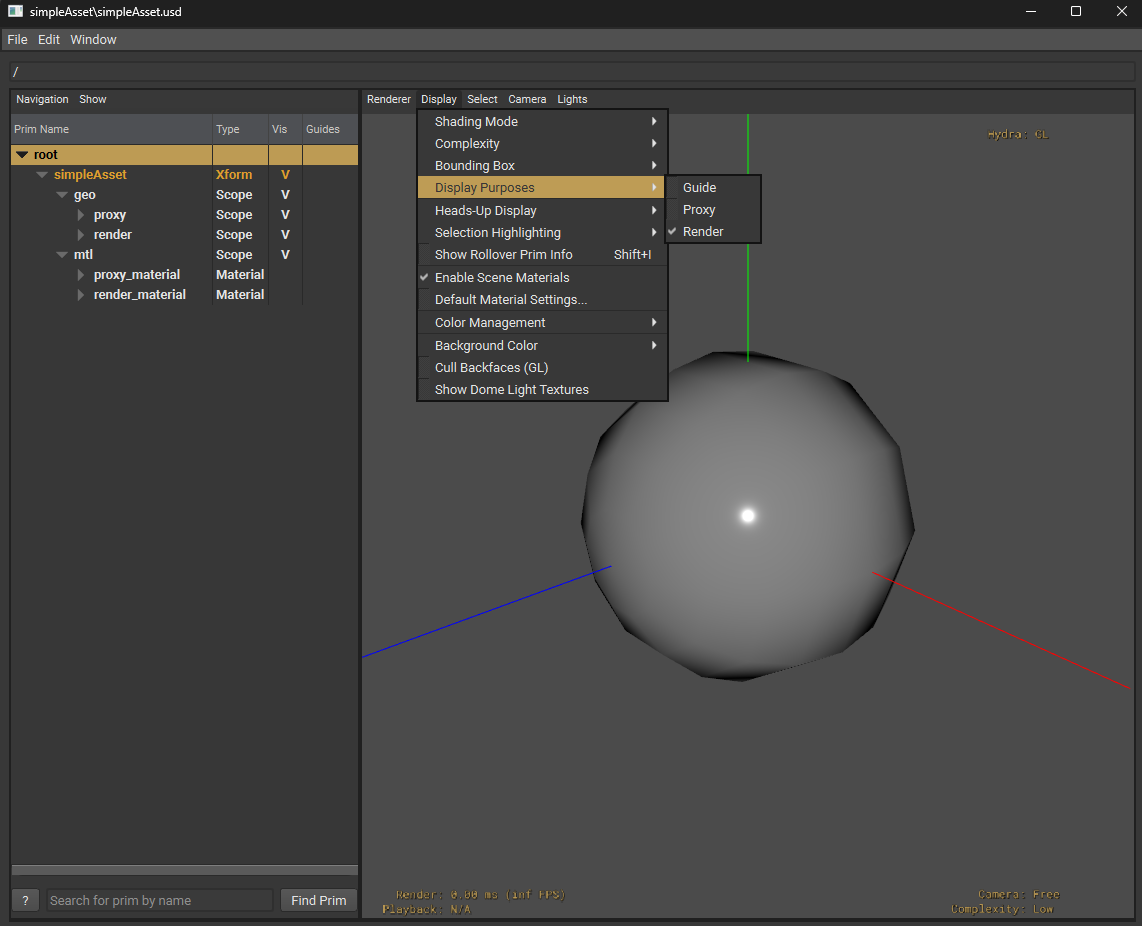 simpleAsset\simpleAsset.usd
File Edit Window
/
Navigation Show
Prim Name Type Vis Guides
root
simpleAsset Xform V
geo Scope V
proxy Scope V
render Scope V
mtl Scope V
proxy_material Material
render_material Material
? Search for prim by name Find Prim
Renderer Display Select Camera Lights
Shading Mode
Complexity
Bounding Box
Display Purposes
Heads-Up Display
Selection Highlighting
Show Rollover Prim Info Shift+I
Enable Scene Materials
Default Material Settings...
Color Management
Background Color
Cull Backfaces (GL)
Show Dome Light Textures
Guide
Proxy
Render
Hydra: GL
Render: 0.00 ms (inf FPS)
Playback: N/A
Camera: Free
Complexity: Low